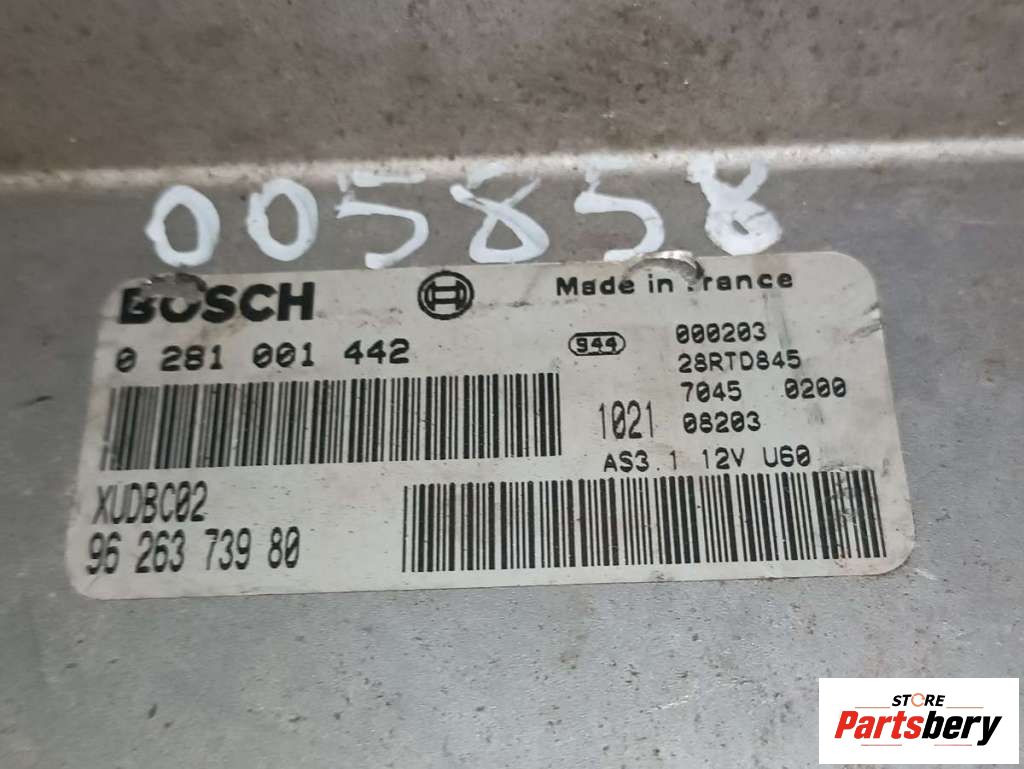 005858
BOSCH
Made in France
0 281 001 442
944
000203
28RTD845
7045 0200
1021 08203
AS3.1 12V U60
XUDBC02
96 263 739 80
STORE
Partsbery